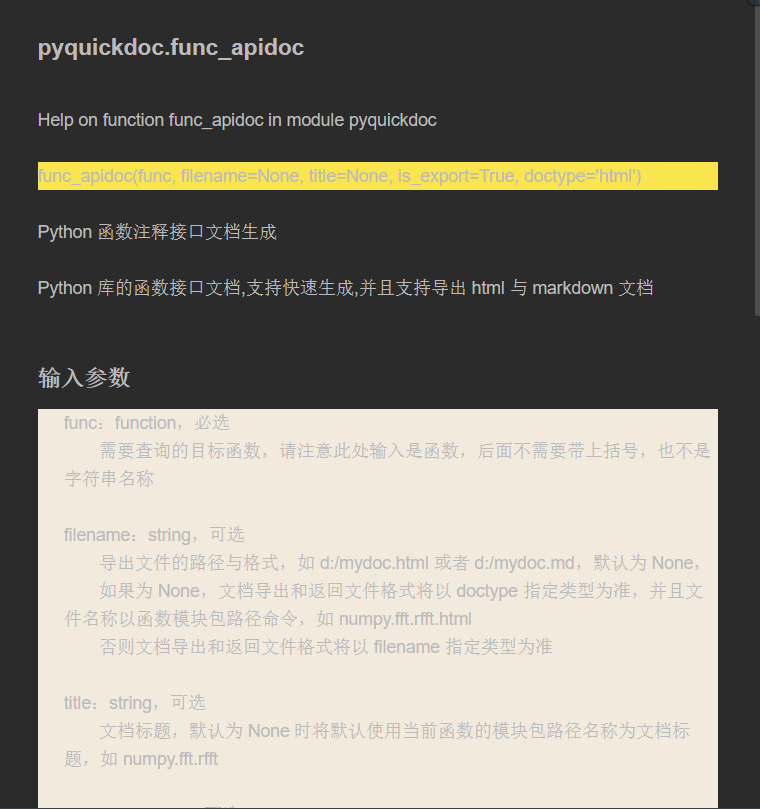 pyquickdoc.func_apidoc
Help on function func_apidoc in module pyquickdoc
func_apidoc(func, filename=None, title=None, is_export=True, doctype='html')
Python 函数注释接口文档生成
Python 库的函数接口文档,支持快速生成,并且支持导出 html 与 markdown 文档
输入参数
func：function，必选
需要查询的目标函数，请注意此处输入是函数，后面不需要带上括号，也不是
字符串名称
filename：string，可选
导出文件的路径与格式，如 d:/mydoc.html 或者 d:/mydoc.md，默认为 None，
如果为 None，文档导出和返回文件格式将以 doctype 指定类型为准，并且文
件名称以函数模块包路径命令，如 numpy.fft.rfft.html
否则文档导出和返回文件格式将以 filename 指定类型为准
title：string，可选
文档标题，默认为 None 时将默认使用当前函数的模块包路径名称为文档标
题，如 numpy.fft.rfft